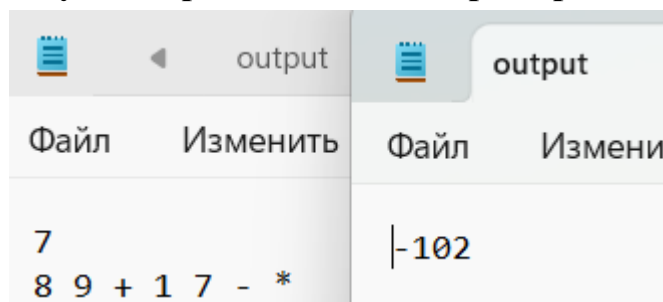 output
Файл Изменить
7
8 9 + 1 7 - *
output
Файл Измени
-102